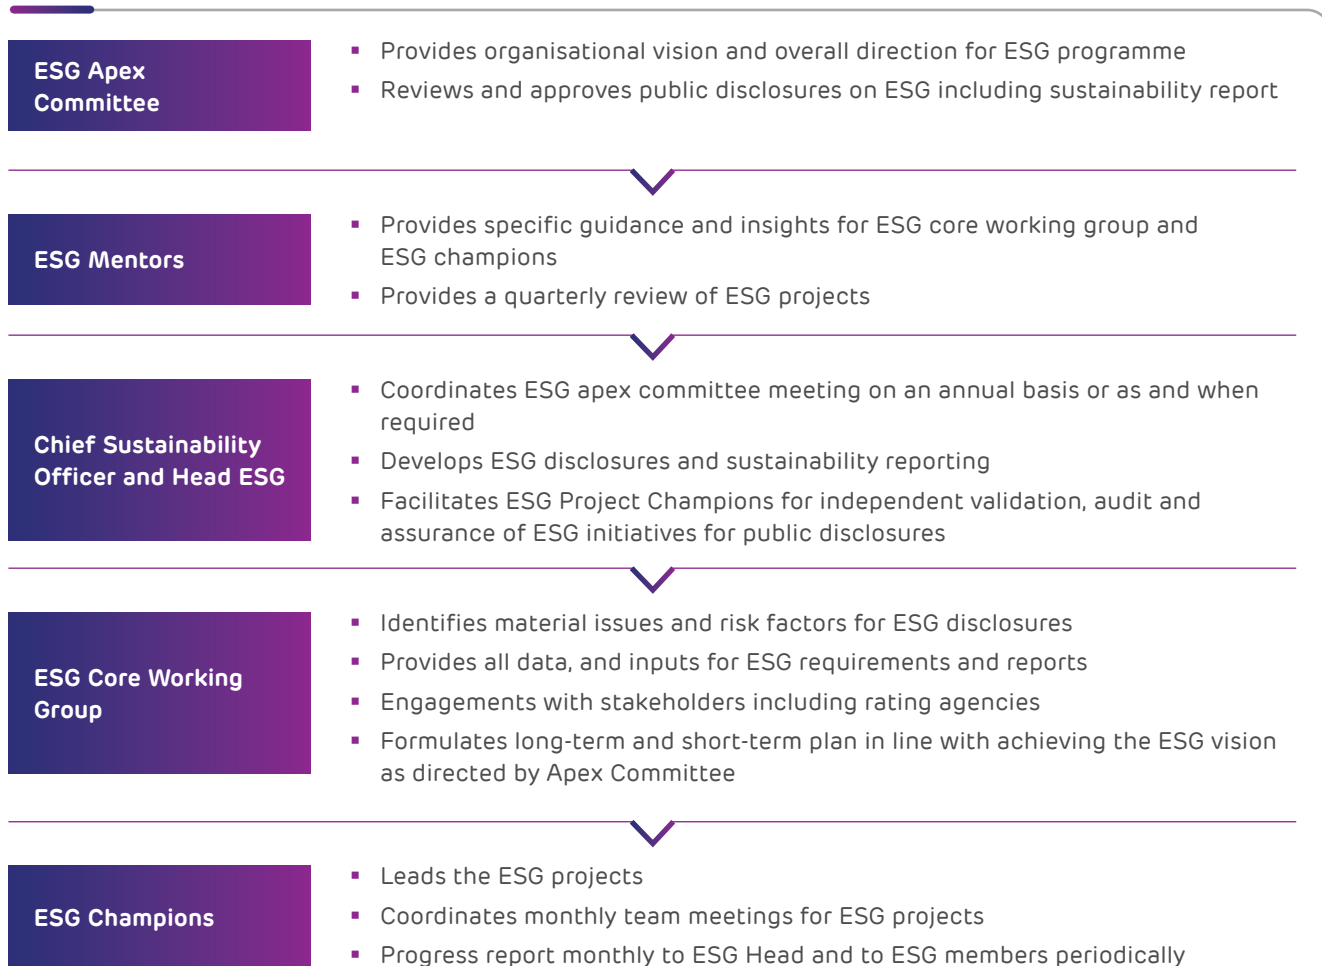 ESG Apex
Committee
▪ Provides organisational vision and overall direction for ESG programme
▪ Reviews and approves public disclosures on ESG including sustainability report
ESG Mentors
▪ Provides specific guidance and insights for ESG core working group and
ESG champions
▪ Provides a quarterly review of ESG projects
Chief Sustainability
Officer and Head ESG
▪ Coordinates ESG apex committee meeting on an annual basis or as and when
required
▪ Develops ESG disclosures and sustainability reporting
▪ Facilitates ESG Project Champions for independent validation, audit and
assurance of ESG initiatives for public disclosures
ESG Core Working
Group
▪ Identifies material issues and risk factors for ESG disclosures
▪ Provides all data, and inputs for ESG requirements and reports
▪ Engagements with stakeholders including rating agencies
▪ Formulates long-term and short-term plan in line with achieving the ESG vision
as directed by Apex Committee
ESG Champions
▪ Leads the ESG projects
▪ Coordinates monthly team meetings for ESG projects
▪ Progress report monthly to ESG Head and to ESG members periodically